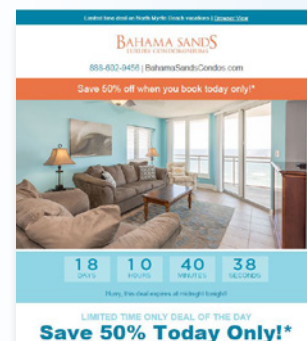 Limited time deal on North Myrtle Beach vacations | Browser View
BAHAMA SANDS
LUXURY CONDOMINIUMS
888-602-9456 | BahamaSandsCondos.com
Save 50% off when you book today only!*
18 10 40 38
DAYS HOURS MINUTES SECONDS
Hurry, this deal expires at midnight tonight!
LIMITED TIME ONLY DEAL OF THE DAY
Save 50% Today Only!*